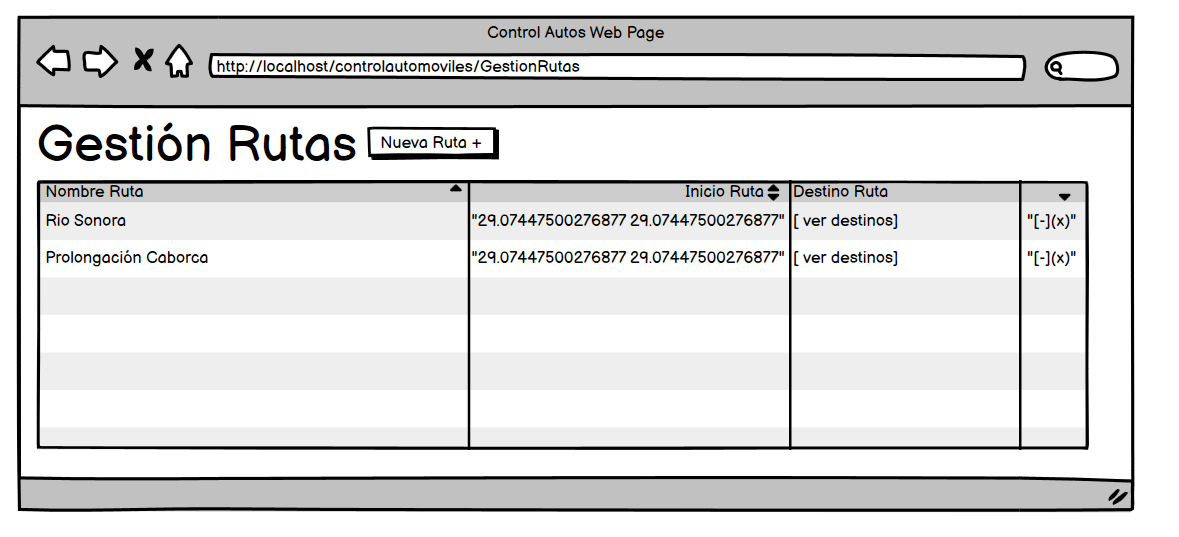 Control Autos Web Page
http://localhost/controlautomoviles/GestionRutas
Gestión Rutas Nueva Ruta +
Nombre Ruta Inicio Ruta Destino Ruta
Rio Sonora "29.07447500276877 29.07447500276877" [ ver destinos] "[-](x)"
Prolongación Caborca "29.07447500276877 29.07447500276877" [ ver destinos] "[-](x)"